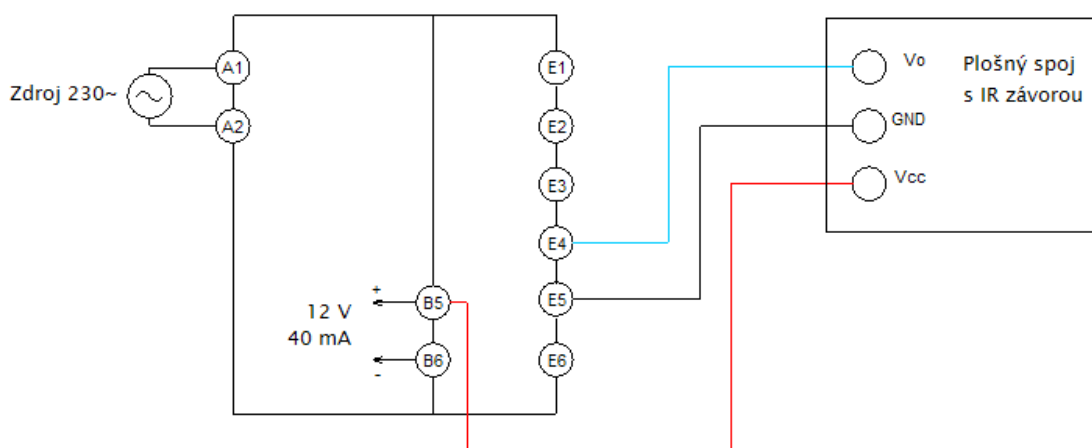 Zdroj 230~
A1
A2
12 V
40 mA
+
-
B5
B6
E1
E2
E3
E4
E5
E6
Vo
GND
Vcc
Plošný spoj
s IR závorou